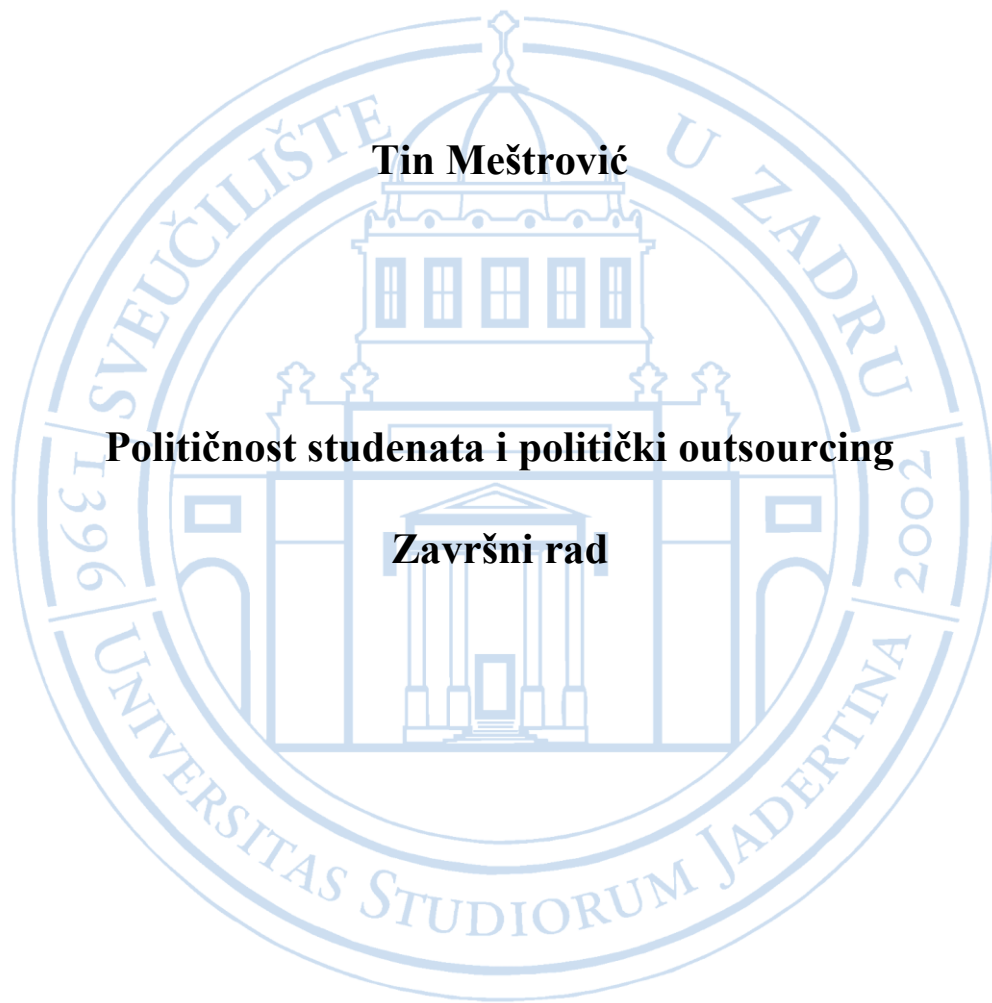 Tin Meštrović
Političnost studenata i politički outsourcing
Završni rad
SVEUČILIŠTE U ZADRU
1396
2002
UNIVERSITAS STUDIORUM JADERTINA